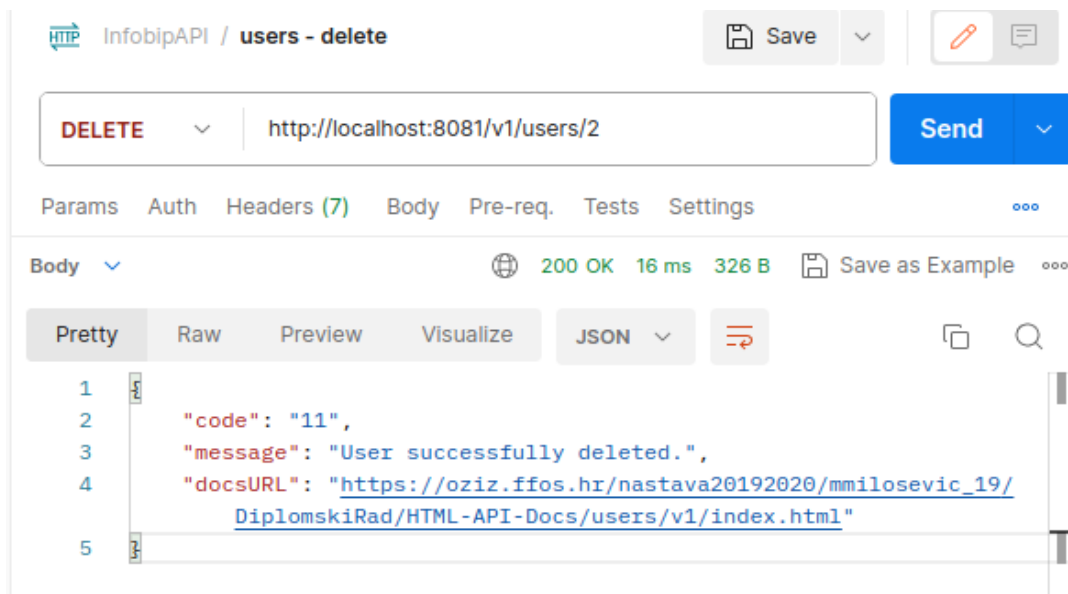 HTTP InfobipAPI / users - delete Save
DELETE http://localhost:8081/v1/users/2 Send
Params Auth Headers (7) Body Pre-req. Tests Settings
Body 200 OK 16 ms 326 B Save as Example
Pretty Raw Preview Visualize JSON
1 {
2 "code": "11",
3 "message": "User successfully deleted.",
4 "docsURL": "https://oziz.ffos.hr/nastava20192020/mmilosevic_19/
DiplomskiRad/HTML-API-Docs/users/v1/index.html"
5 }